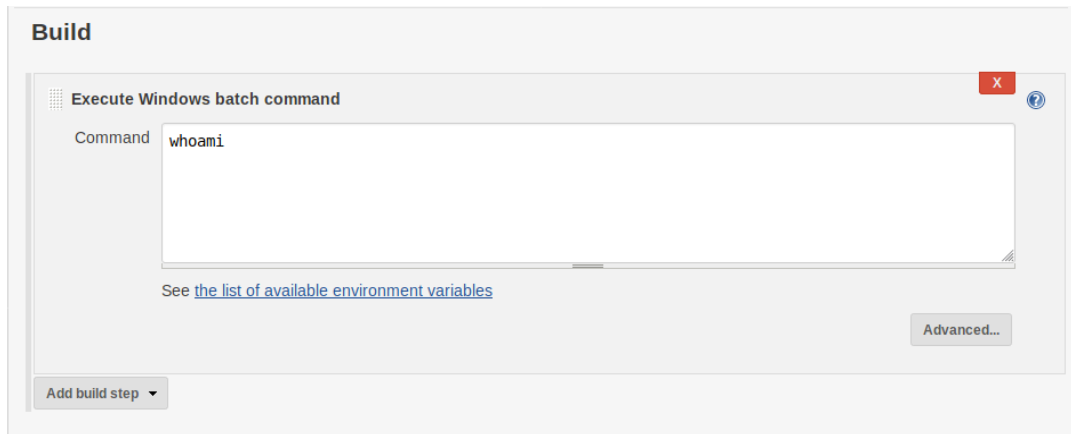 Build
X
Execute Windows batch command
?
Command
whoami
See the list of available environment variables
Advanced...
Add build step